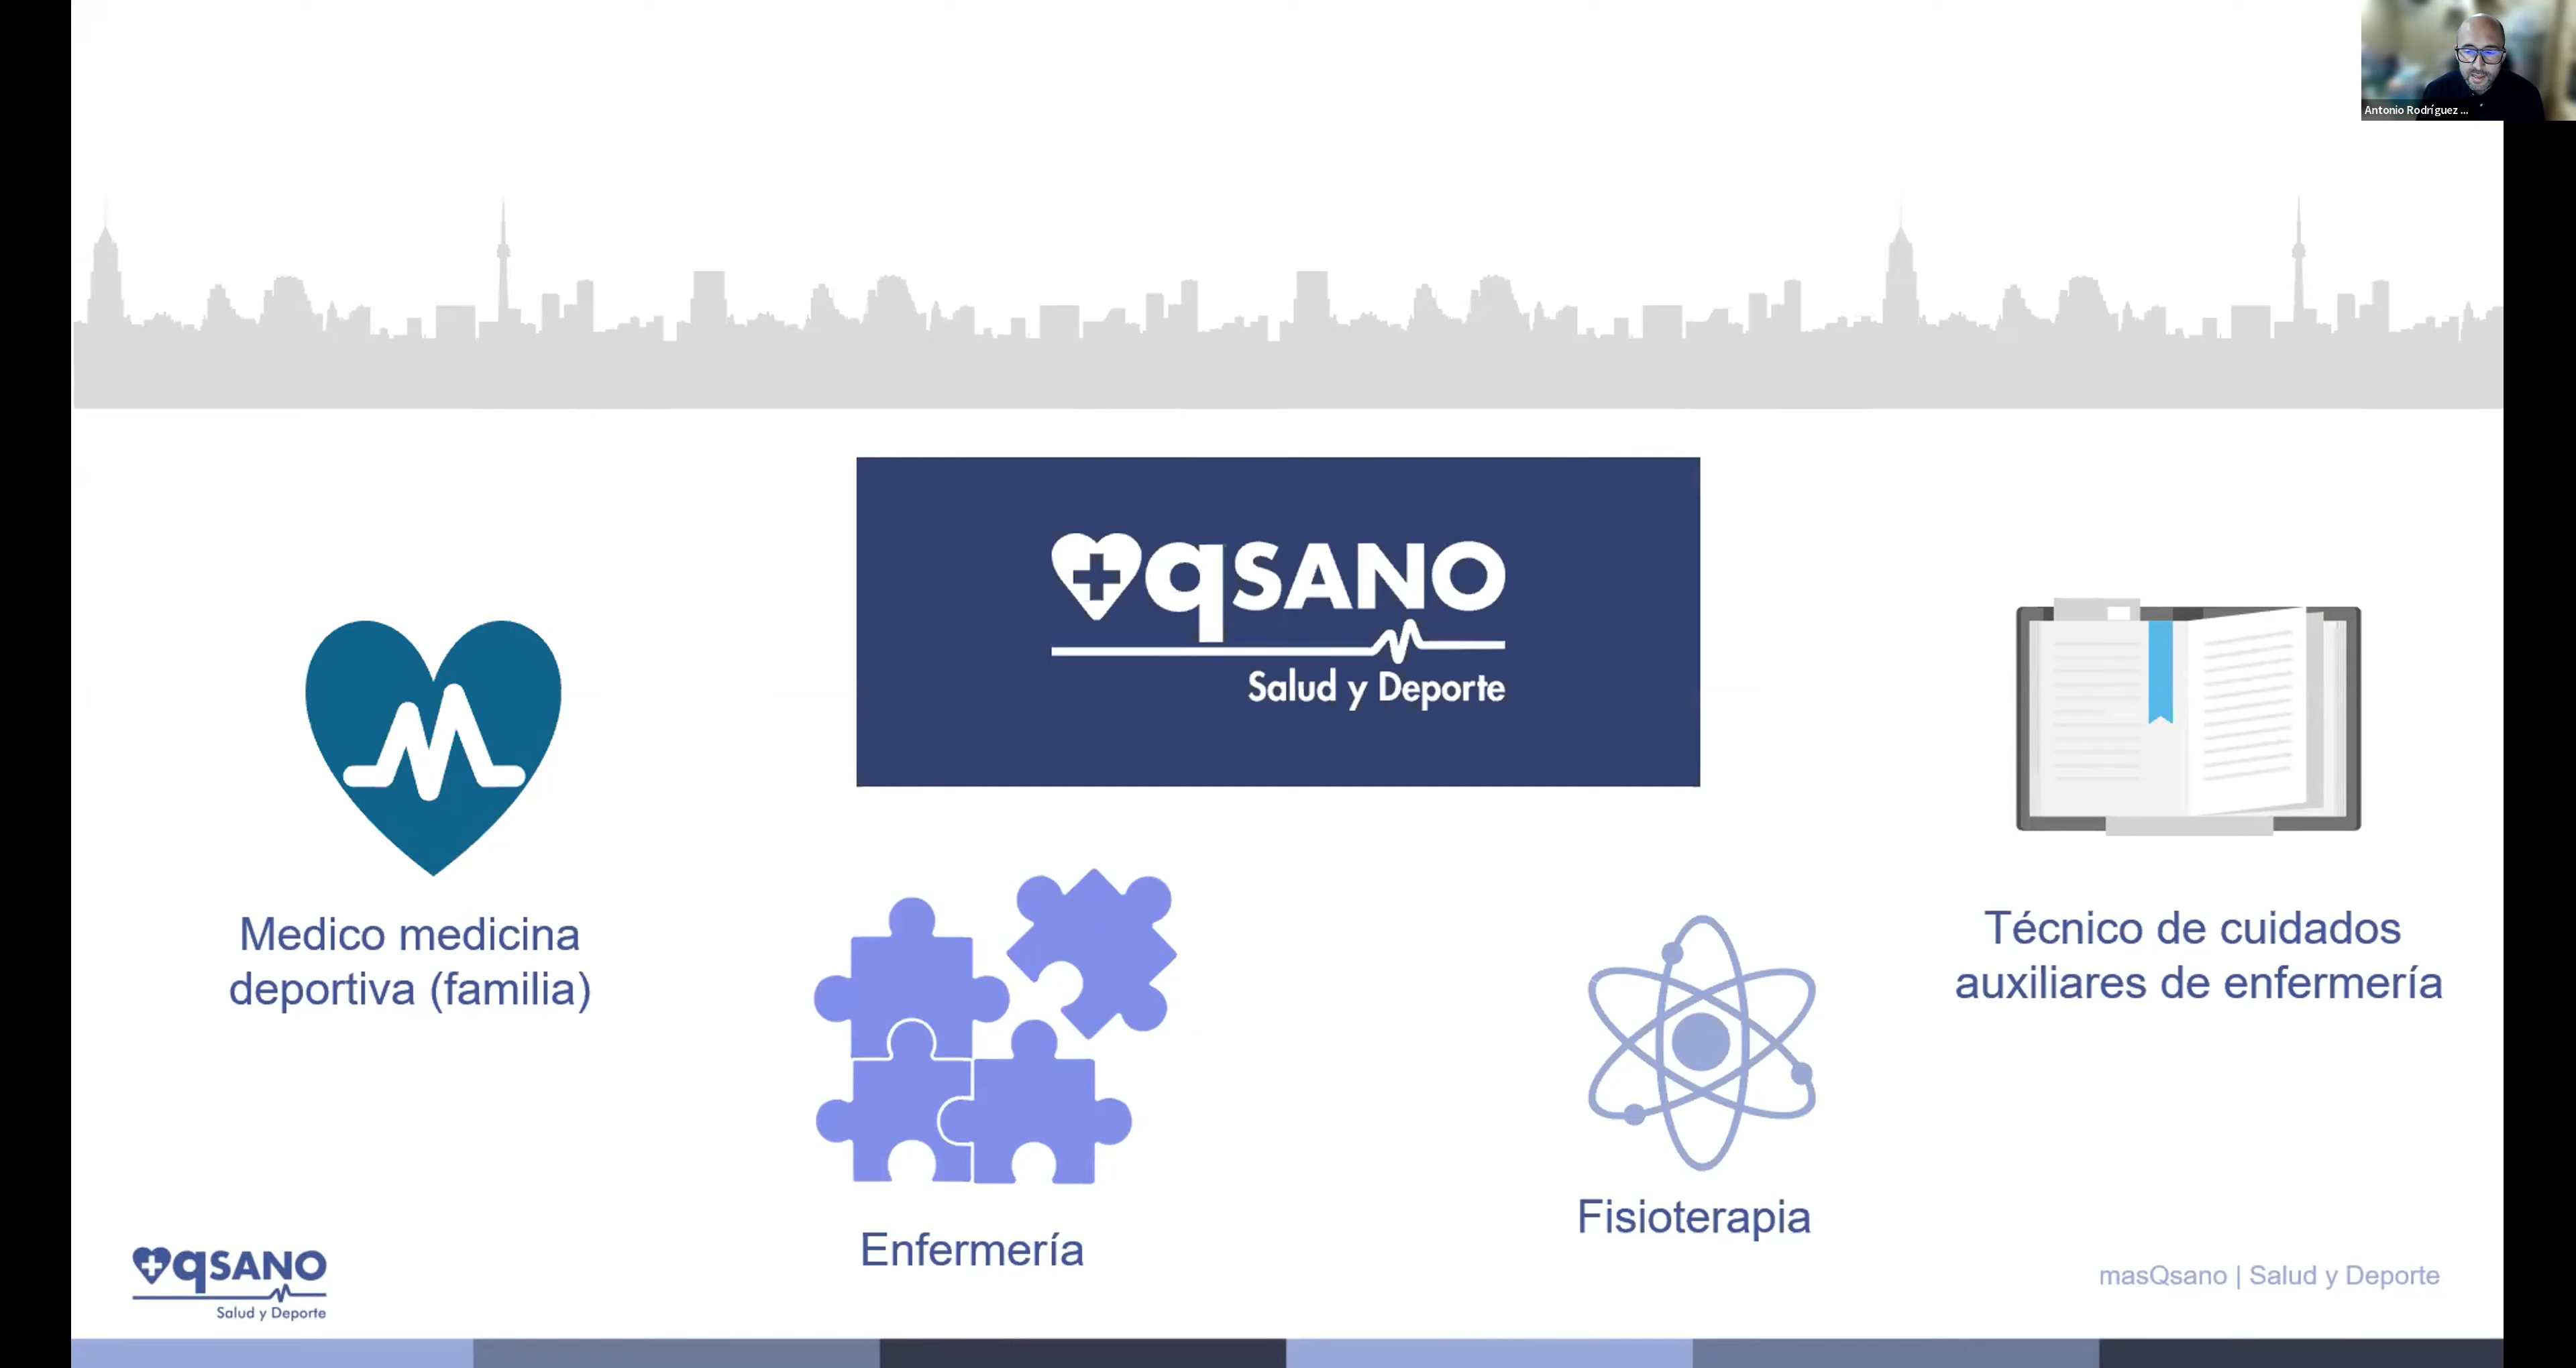 Antonio Rodríguez ...
qSANO
Salud y Deporte
Medico medicina
deportiva (familia)
Técnico de cuidados
auxiliares de enfermería
Enfermería
Fisioterapia
qSANO
Salud y Deporte
masQsano | Salud y Deporte